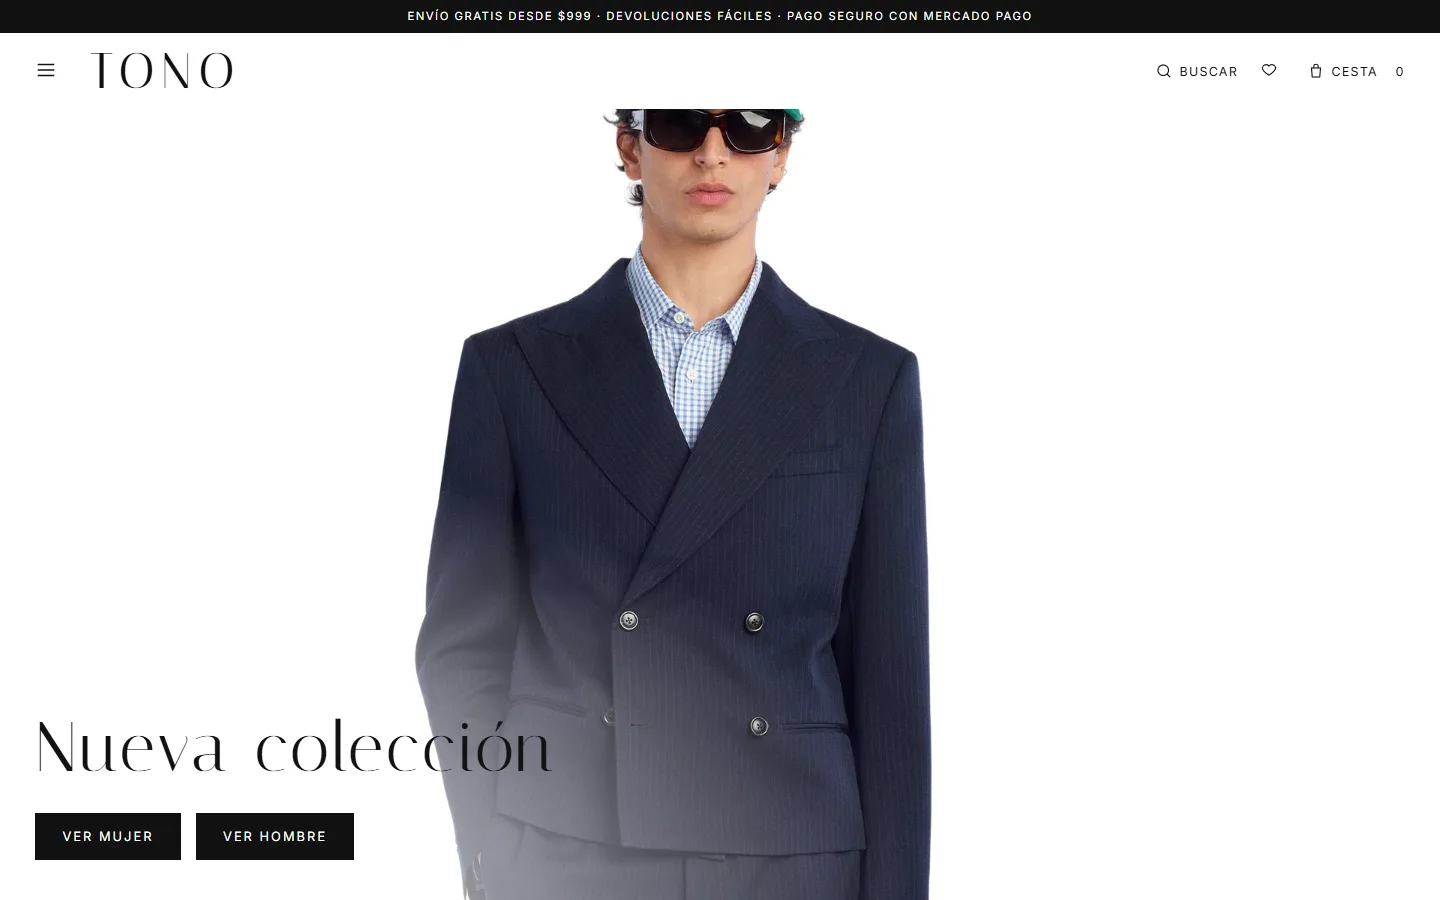 ENVÍO GRATIS DESDE $999 · DEVOLUCIONES FÁCILES · PAGO SEGURO CON MERCADO PAGO
TONO
BUSCAR
CESTA 0
Nueva colección
VER MUJER
VER HOMBRE